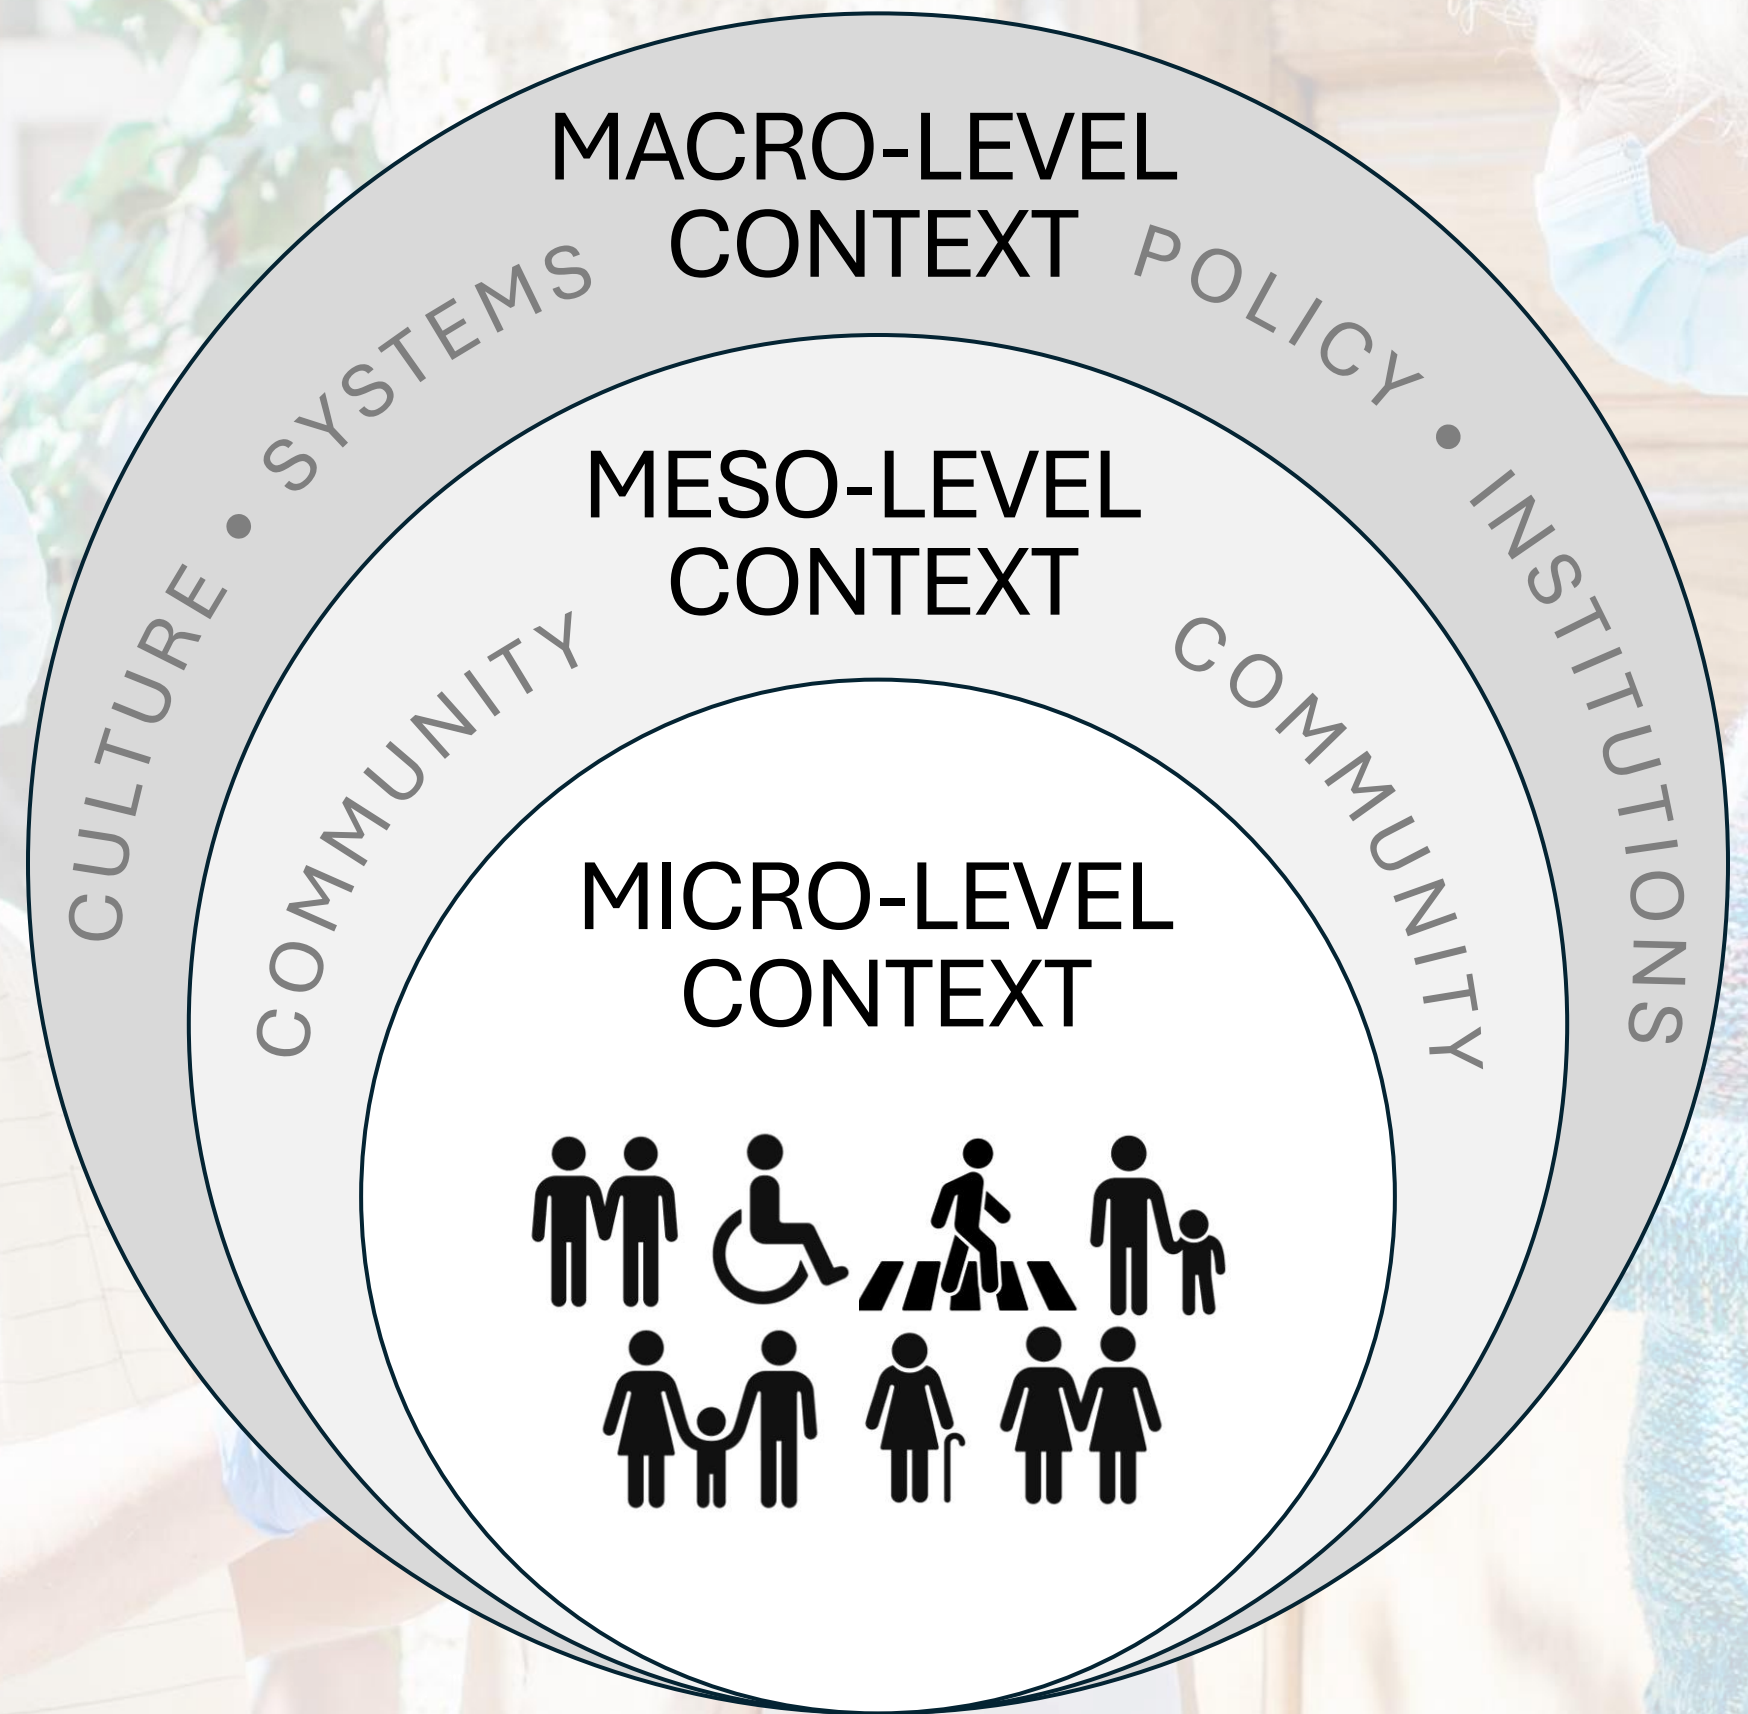 MACRO-LEVEL
CONTEXT
CULTURE • SYSTEMS
POLICY • INSTITUTIONS
MESO-LEVEL
CONTEXT
COMMUNITY
COMMUNITY
MICRO-LEVEL
CONTEXT